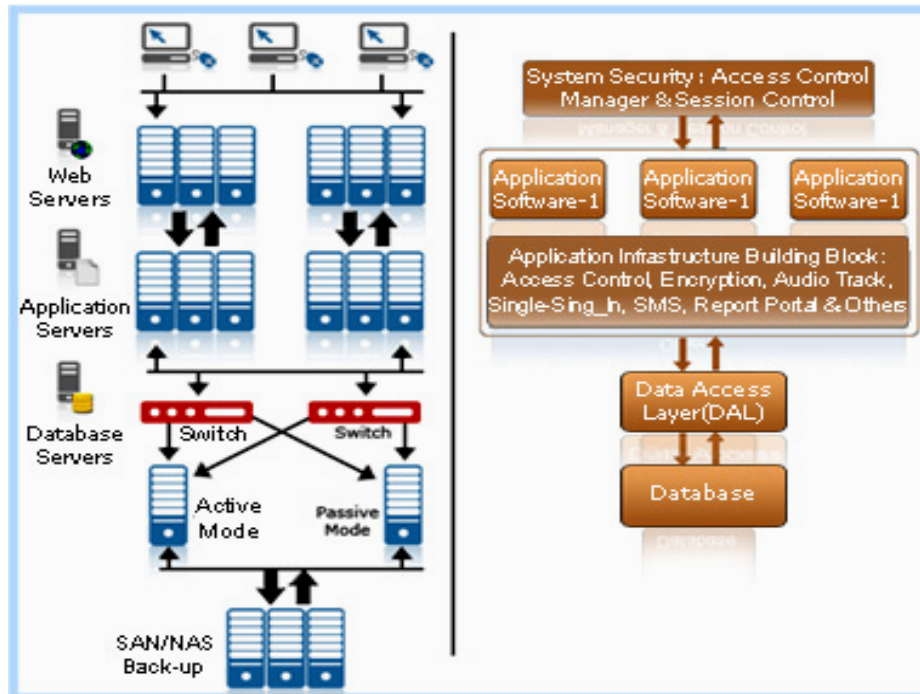 Web
Servers
Application
Servers
Database
Servers
Switch
Switch
Active
Mode
Passive
Mode
SAN/NAS
Back-up
System Security : Access Control
Manager & Session Control
Application
Software-1
Application
Software-1
Application
Software-1
Application Infrastructure Building Block:
Access Control, Encryption, Audio Track,
Single-Sing_In, SMS, Report Portal & Others
Data Access
Layer(DAL)
Database